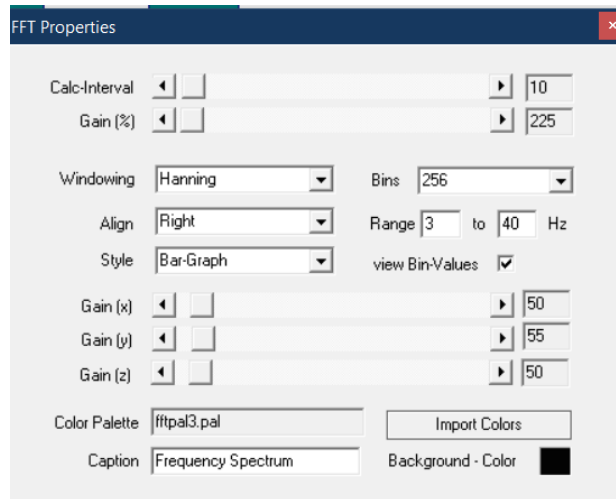 FFT Properties
Calc-Interval 10
Gain (%) 225
Windowing Hanning Bins 256
Align Right Range 3 to 40 Hz
Style Bar-Graph view Bin-Values
Gain (x) 50
Gain (y) 55
Gain (z) 50
Color Palette fftpal3.pal Import Colors
Caption Frequency Spectrum Background - Color